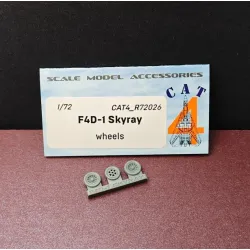 SCALE MODEL ACCESSORIES
CAT
4
1/72
CAT4_R72026
F4D-1 Skyray
wheels